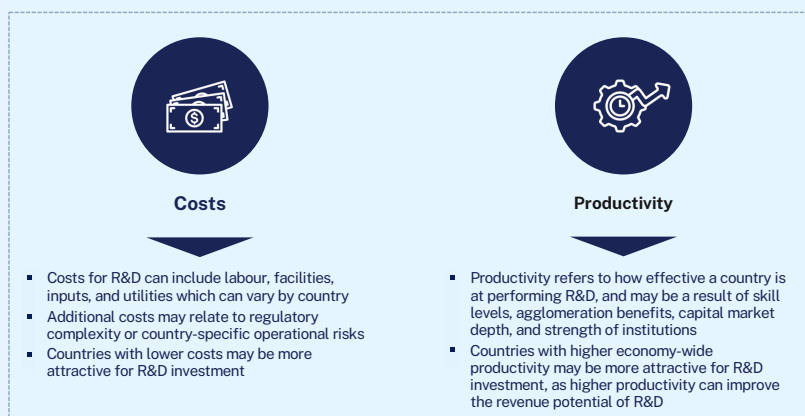 Costs
▪ Costs for R&D can include labour, facilities,
inputs, and utilities which can vary by country
▪ Additional costs may relate to regulatory
complexity or country-specific operational risks
▪ Countries with lower costs may be more
attractive for R&D investment
Productivity
▪ Productivity refers to how effective a country is
at performing R&D, and may be a result of skill
levels, agglomeration benefits, capital market
depth, and strength of institutions
▪ Countries with higher economy-wide
productivity may be more attractive for R&D
investment, as higher productivity can improve
the revenue potential of R&D